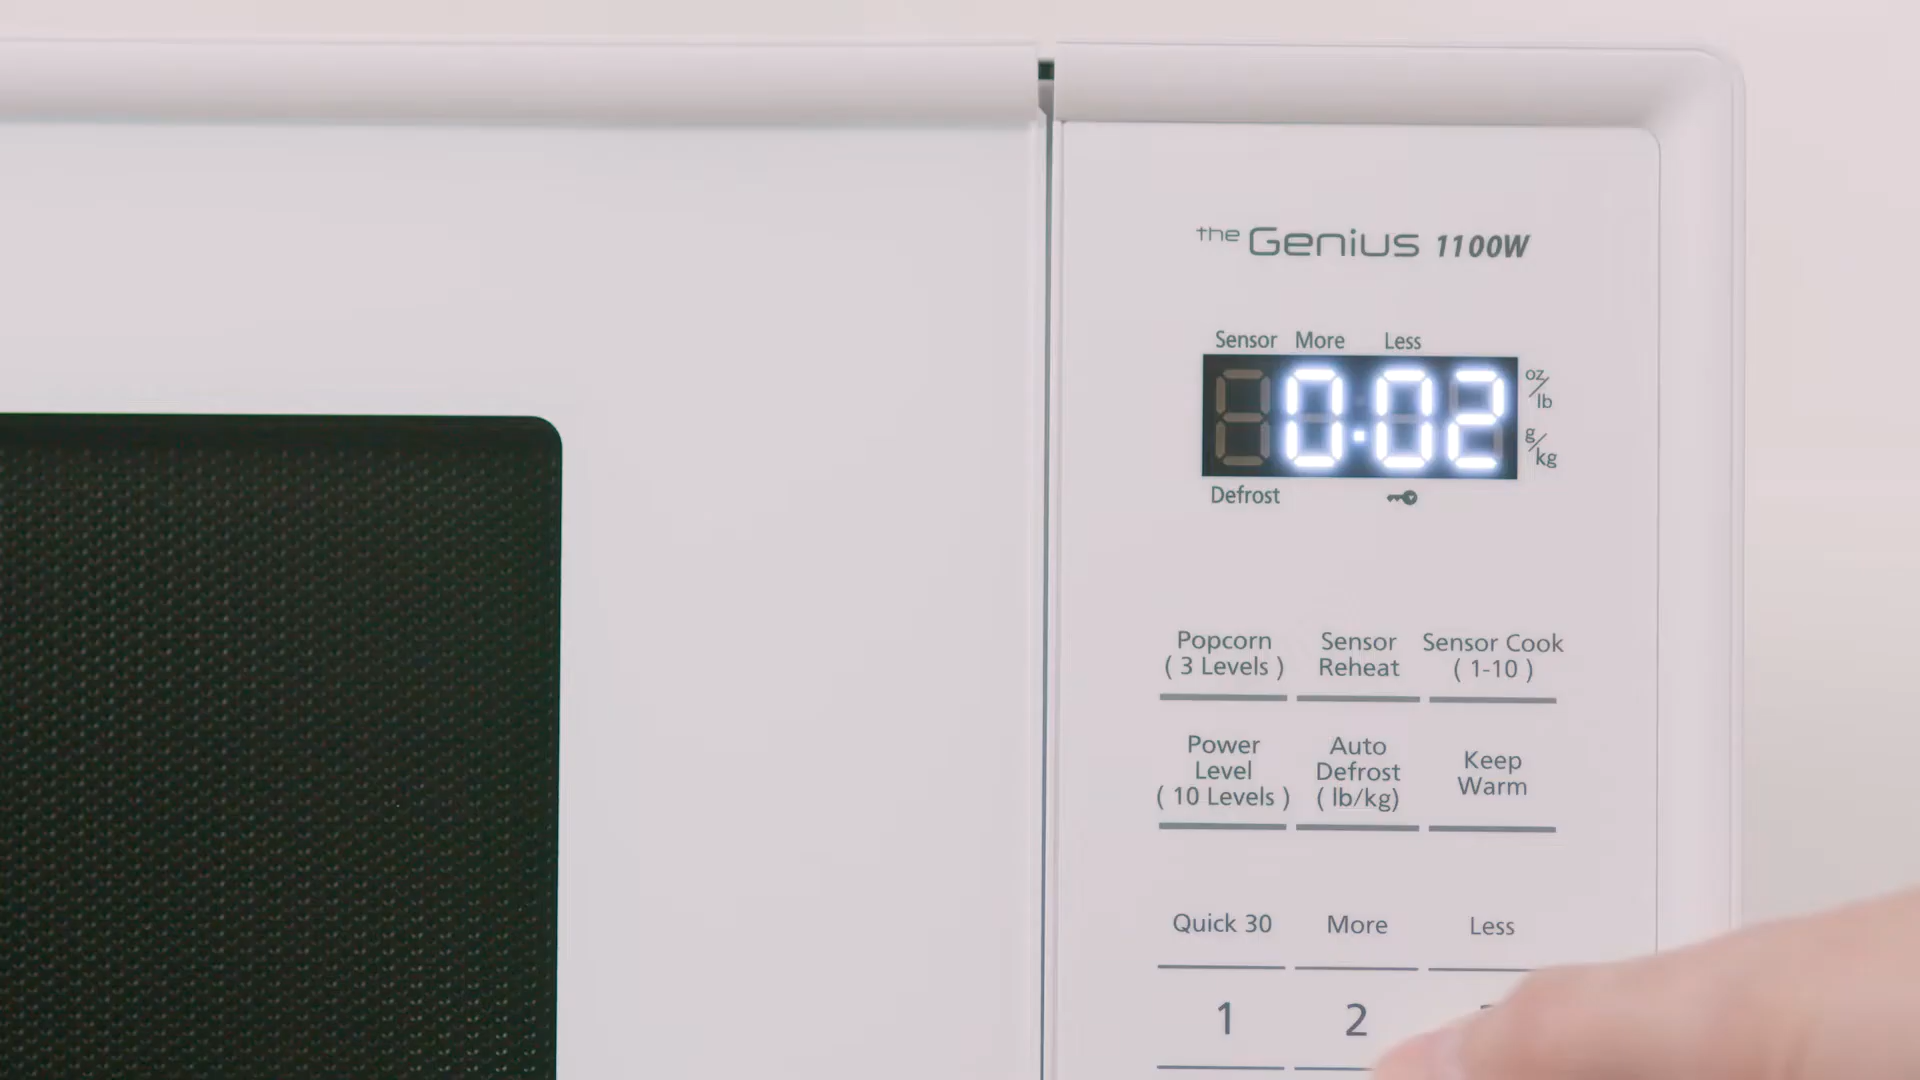 the Genius 1100W
Sensor More Less
0:02
oz/lb
g/kg
Defrost
Popcorn
( 3 Levels )
Sensor
Reheat
Sensor Cook
( 1-10 )
Power
Level
( 10 Levels )
Auto
Defrost
( lb/kg)
Keep
Warm
Quick 30
More
Less
1
2